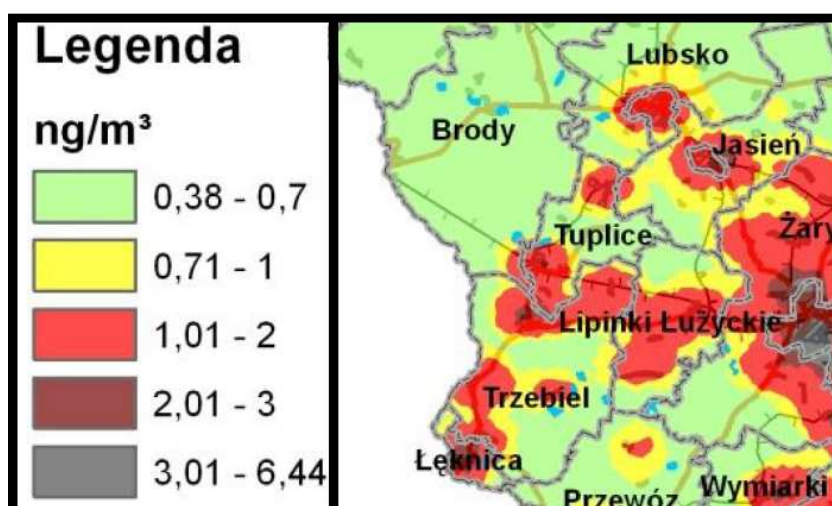 Legenda
ng/m³
0,38 - 0,7
0,71 - 1
1,01 - 2
2,01 - 3
3,01 - 6,44
Lubsko
Brody
Jasień
Tuplice
Żary
Lipinki Łużyckie
Trzebiel
Łęknica
Przewóz
Wymiarki